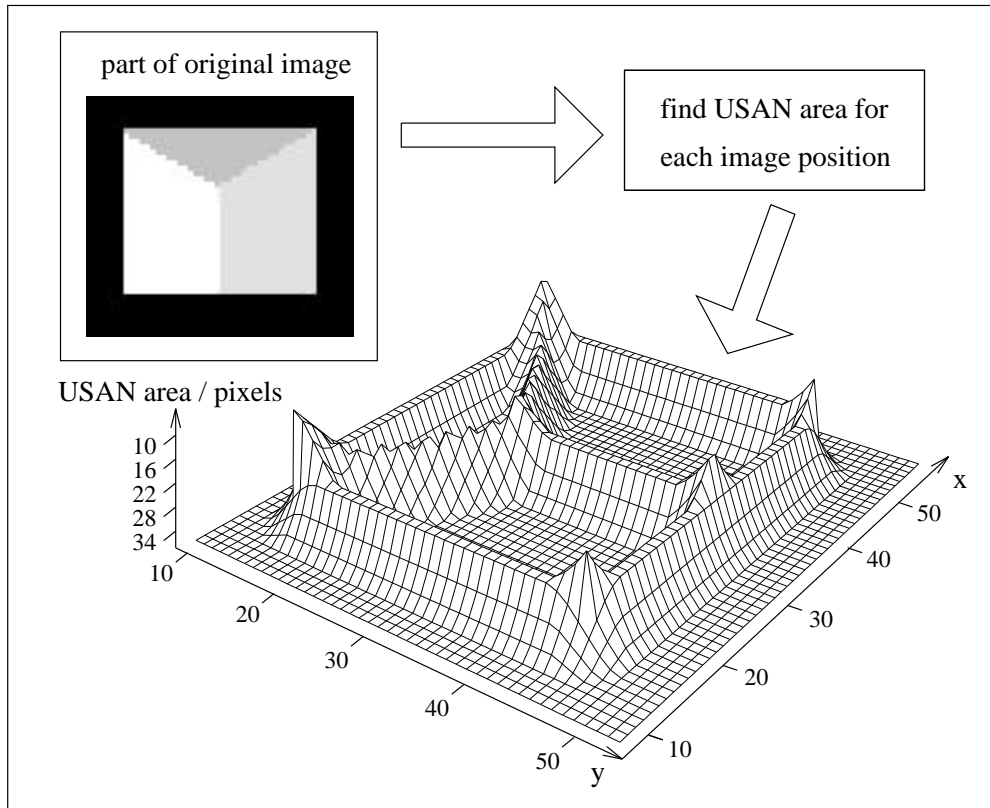 part of original image
find USAN area for
each image position
USAN area / pixels
10
16
22
28
34
10
20
30
40
50
y
10
20
30
40
50
x